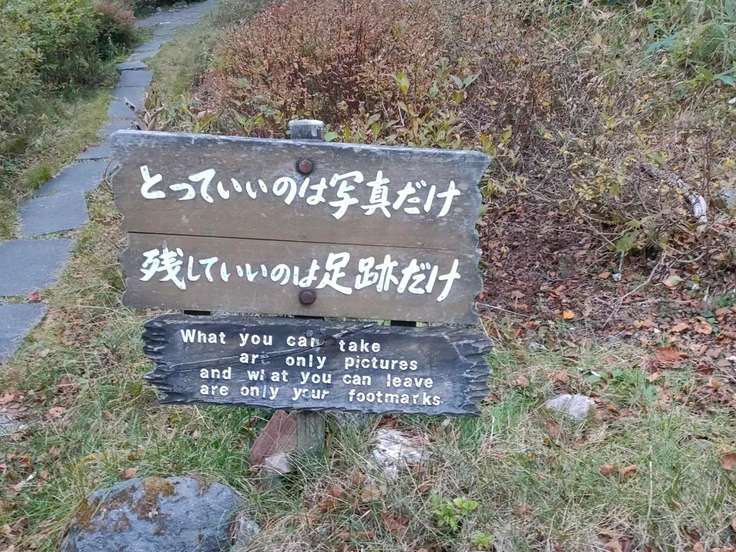 とっていいのは写真だけ
残していいのは足跡だけ
What you can take
are only pictures
and what you can leave
are only your footmarks.